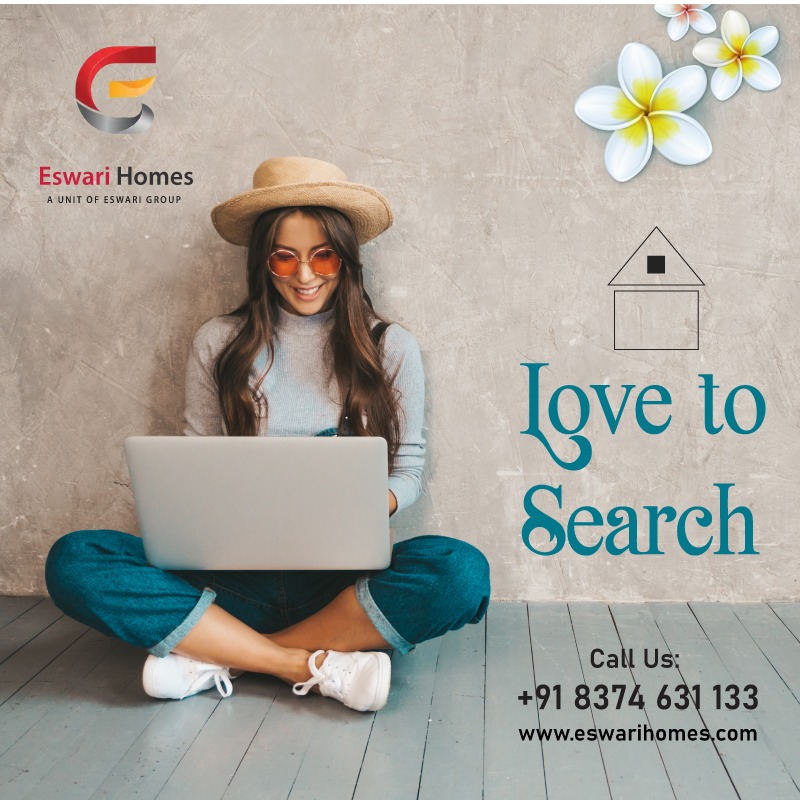 Eswari Homes
A UNIT OF ESWARI GROUP
Love to
Search
Call Us:
+91 8374 631 133
www.eswarihomes.com